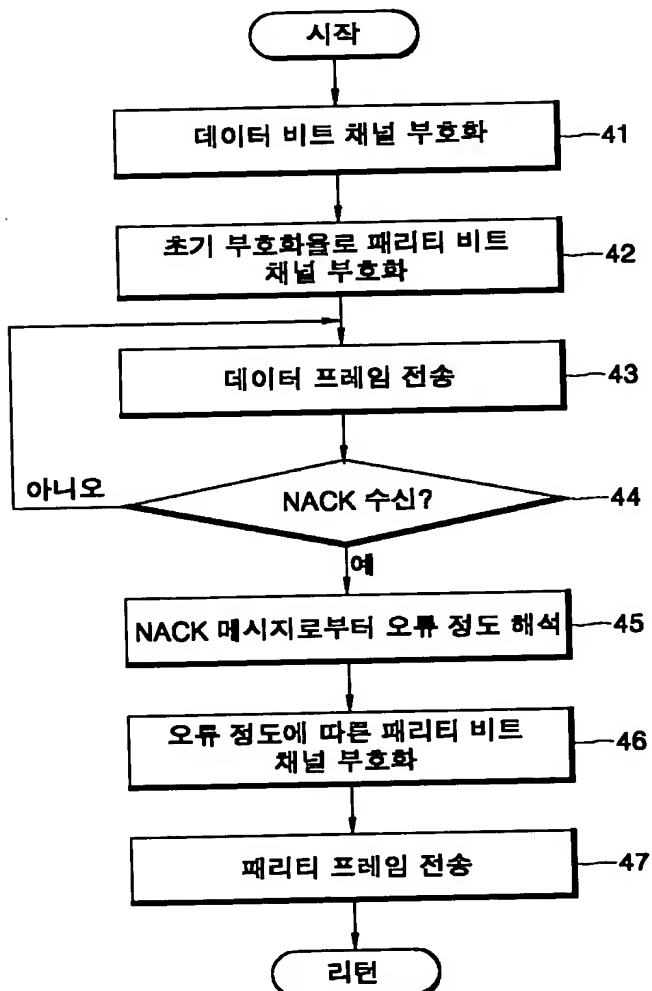 시작
데이터 비트 채널 부호화
41
초기 부호화율로 패리티 비트
채널 부호화
42
데이터 프레임 전송
43
NACK 수신?
44
아니오
예
NACK 메시지로부터 오류 정도 해석
45
오류 정도에 따른 패리티 비트
채널 부호화
46
패리티 프레임 전송
47
리턴